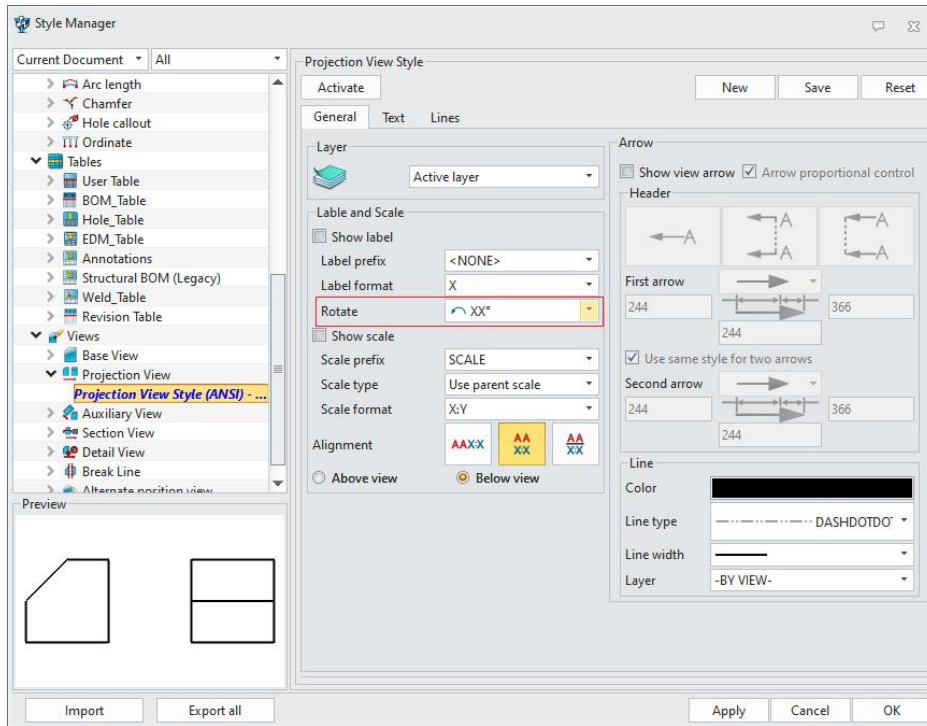 Style Manager
Current Document
All
Arc length
Chamfer
Hole callout
Ordinate
Tables
User Table
BOM_Table
Hole_Table
EDM_Table
Annotations
Structural BOM (Legacy)
Weld_Table
Revision Table
Views
Base View
Projection View
Projection View Style (ANSI) - ...
Auxiliary View
Section View
Detail View
Break Line
Alternate position view
Preview
Import
Export all
Projection View Style
Activate
New
Save
Reset
General
Text
Lines
Layer
Active layer
Lable and Scale
Show label
Label prefix
<NONE>
Label format
X
Rotate
XX°
Show scale
Scale prefix
SCALE
Scale type
Use parent scale
Scale format
X:Y
Alignment
AAX:X
AA
X:X
AA
X:X
Above view
Below view
Arrow
Show view arrow
Arrow proportional control
Header
A
A
A
A
A
First arrow
244
366
244
Use same style for two arrows
Second arrow
244
366
244
Line
Color
Line type
DASHDOTDOT
Line width
Layer
-BY VIEW-
Apply
Cancel
OK